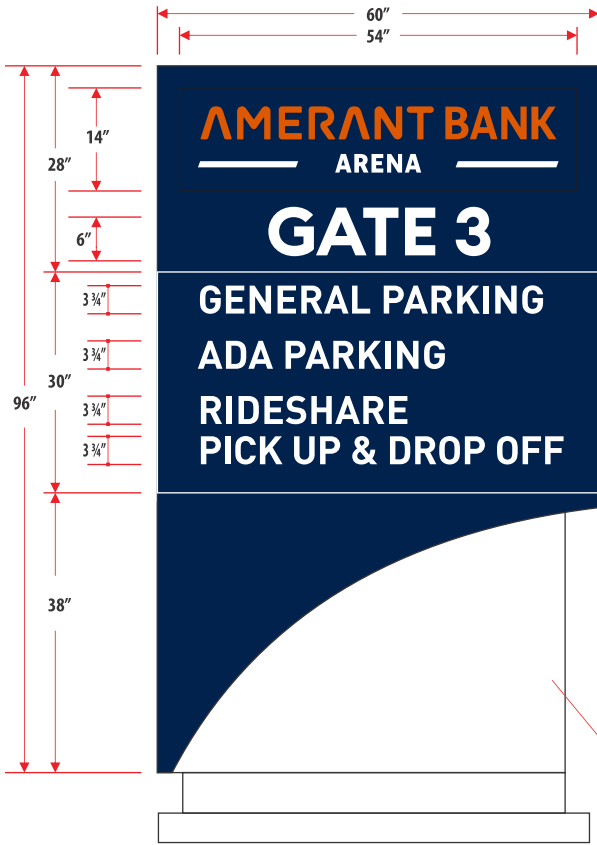 60″
54″
14″
28″
AMERANT BANK
ARENA
6″
GATE 3
3 ¾″
GENERAL PARKING
3 ¾″
ADA PARKING
30″
96″
3 ¾″
RIDESHARE
3 ¾″
PICK UP & DROP OFF
38″